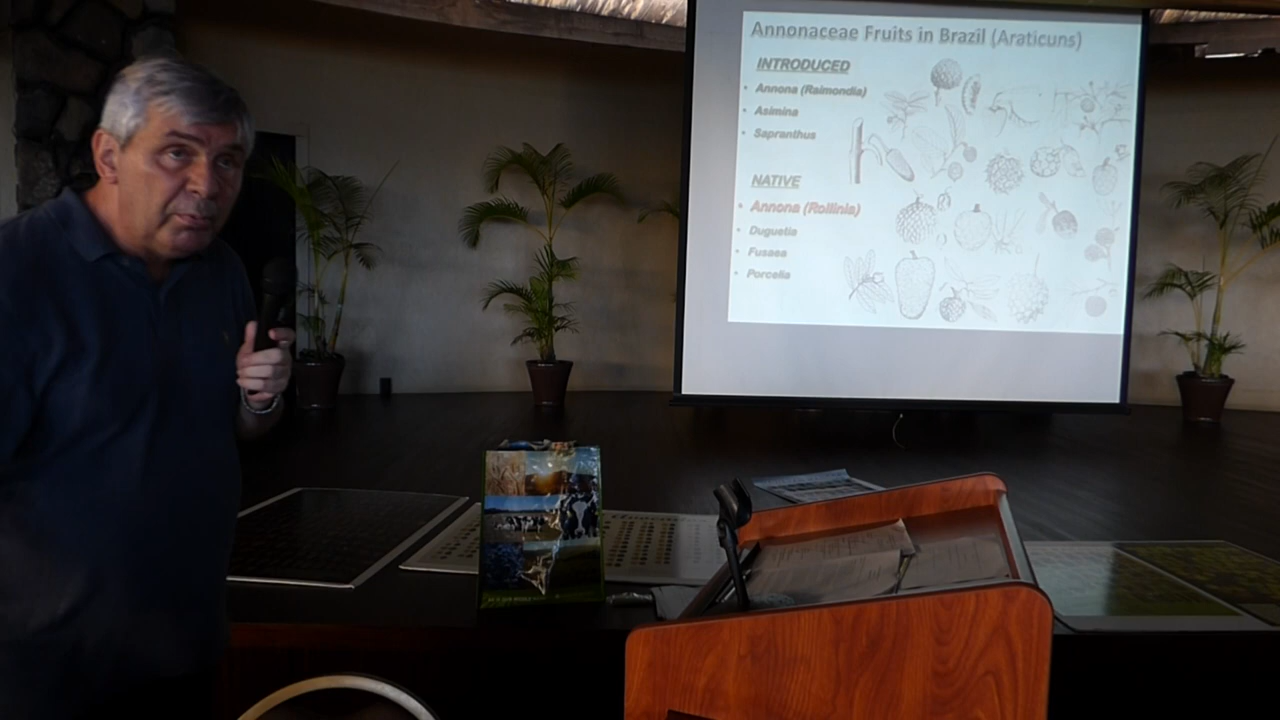 Annonaceae Fruits in Brazil (Araticuns)
INTRODUCED
• Annona (Raimondia)
• Asimina
• Sapranthus
NATIVE
• Annona (Rollinia)
• Duguetia
• Fusaea
• Porcelia